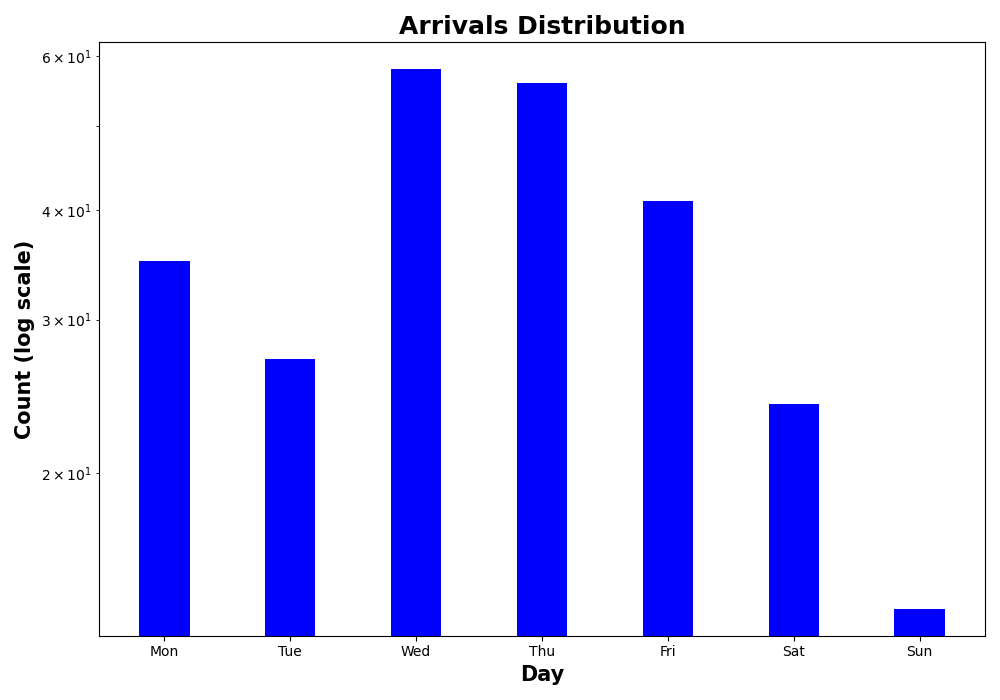 Arrivals Distribution
6 × 10¹
4 × 10¹
3 × 10¹
2 × 10¹
Count (log scale)
Mon Tue Wed Thu Fri Sat Sun
Day